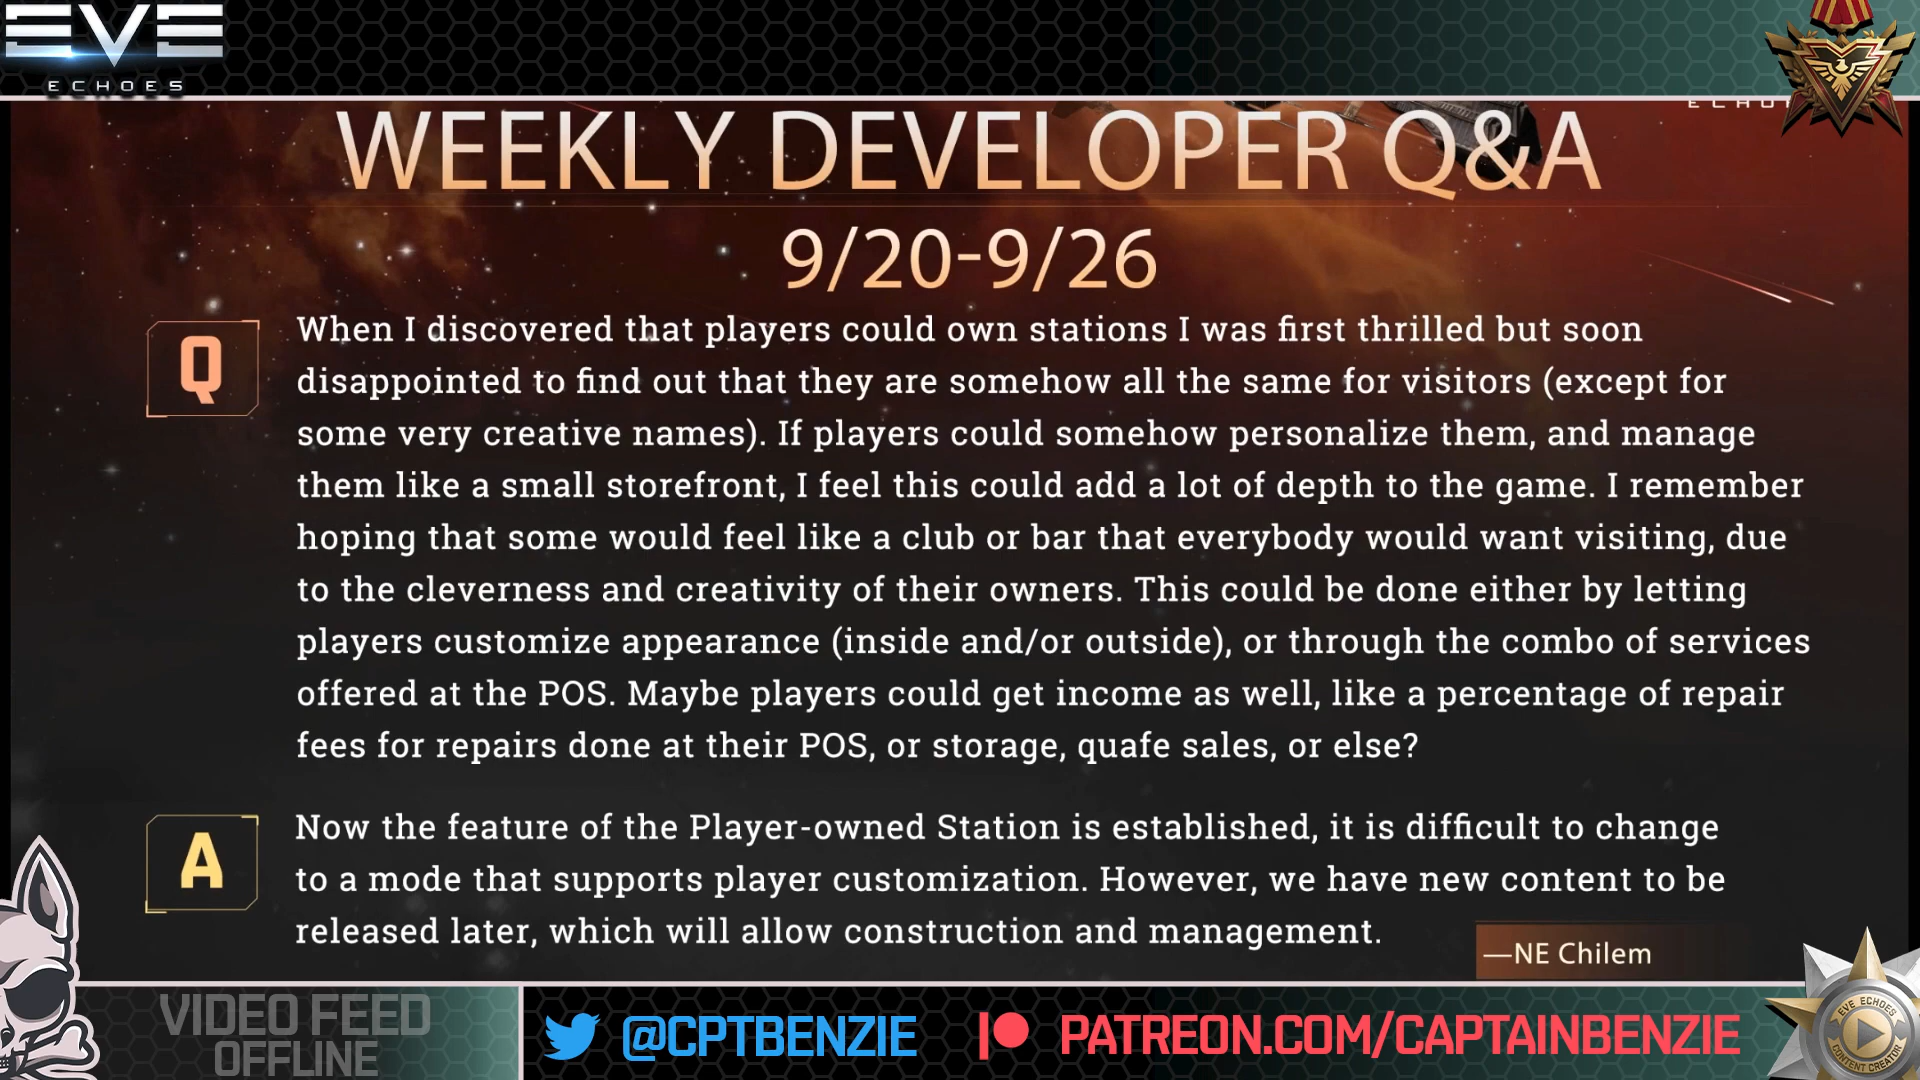 EVE
ECHOES
WEEKLY DEVELOPER Q&A
9/20-9/26
Q
When I discovered that players could own stations I was first thrilled but soon
disappointed to find out that they are somehow all the same for visitors (except for
some very creative names). If players could somehow personalize them, and manage
them like a small storefront, I feel this could add a lot of depth to the game. I remember
hoping that some would feel like a club or bar that everybody would want visiting, due
to the cleverness and creativity of their owners. This could be done either by letting
players customize appearance (inside and/or outside), or through the combo of services
offered at the POS. Maybe players could get income as well, like a percentage of repair
fees for repairs done at their POS, or storage, quafe sales, or else?
A
Now the feature of the Player-owned Station is established, it is difficult to change
to a mode that supports player customization. However, we have new content to be
released later, which will allow construction and management.
—NE Chilem
VIDEO FEED
OFFLINE
@CPTBENZIE
PATREON.COM/CAPTAINBENZIE
EVE ECHOES
CONTENT CREATOR